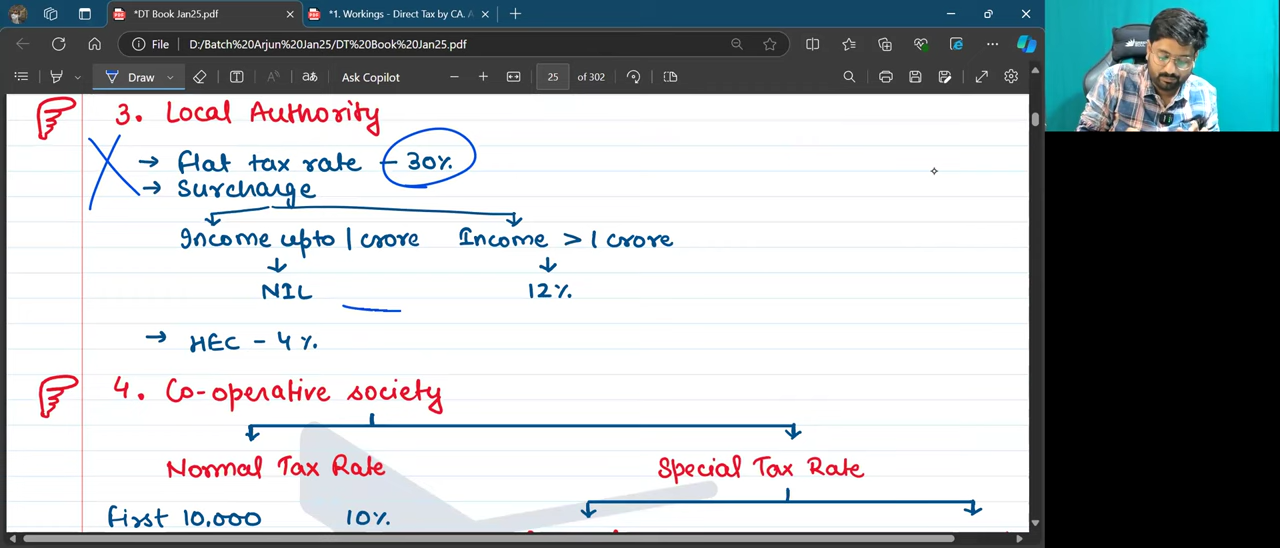 *DT Book Jan25.pdf
*1. Workings - Direct Tax by CA. A
File D:/Batch%20Arjun%20Jan25/DT%20Book%20Jan25.pdf
Draw aあ Ask Copilot 25 of 302
3. Local Authority
→ Flat tax rate - 30%
→ Surcharge
Income upto 1 crore Income > 1 crore
NIL 12%
→ HEC - 4%
4. Co-operative society
Normal Tax Rate Special Tax Rate
First 10,000 10%